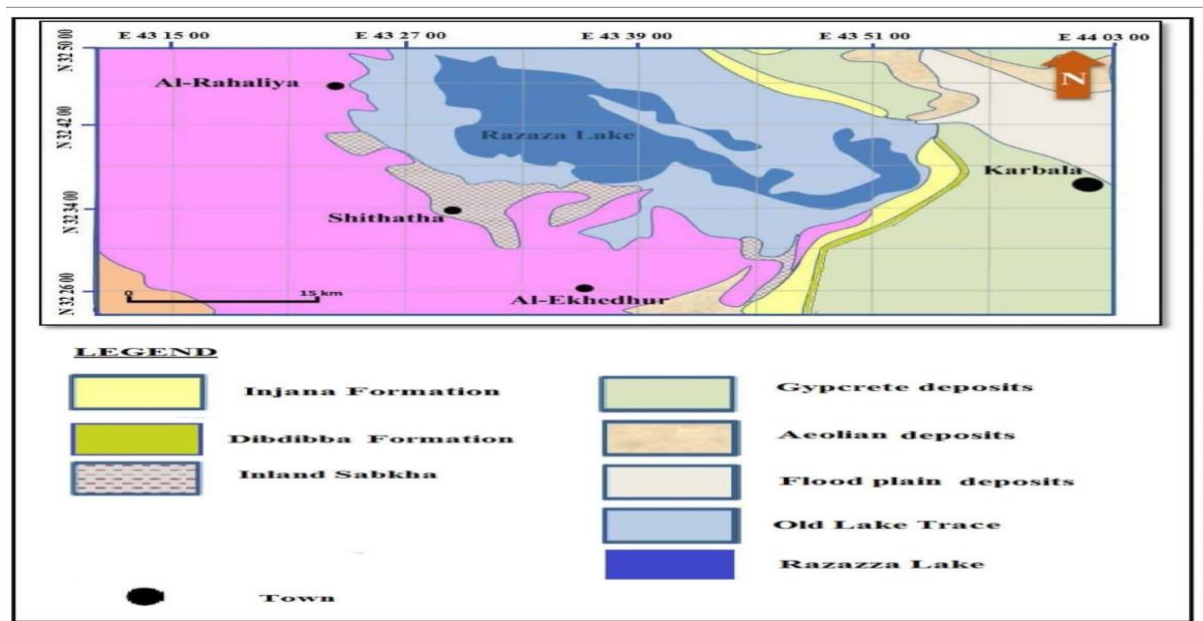 E 43 15 00 E 43 27 00 E 43 39 00 E 43 51 00 E 44 03 00
N 32 50 00
N
Al-Rahaliya
N 32 42 00
Razaza Lake
Karbala
N 32 34 00
Shithatha
N 32 26 00
0 15 km
Al-Ekhedhur
LEGEND
Injana Formation
Dibdibba Formation
Inland Sabkha
Town
Gypcrete deposits
Aeolian deposits
Flood plain deposits
Old Lake Trace
Razazza Lake